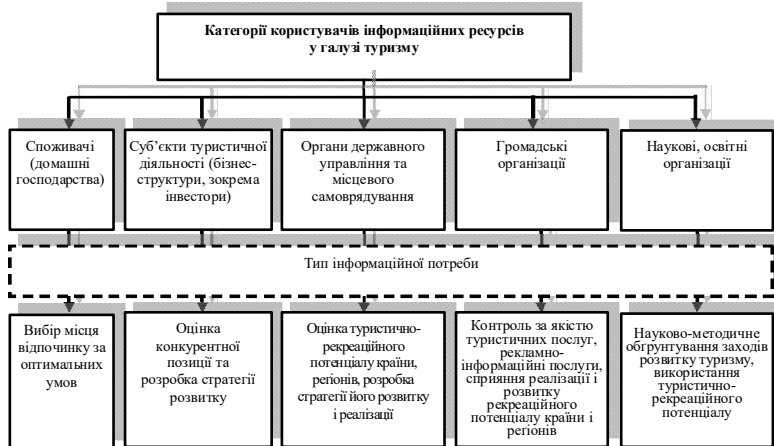 Категорії користувачів інформаційних ресурсів
у галузі туризму
Споживачі
(домашні
господарства)
Суб’єкти туристичної
діяльності (бізнес-
структури, зокрема
інвестори)
Органи державного
управління та
місцевого
самоврядування
Громадські
організації
Наукові, освітні
організації
Тип інформаційної потреби
Вибір місця
відпочинку за
оптимальних
умов
Оцінка
конкурентної
позиції та
розробка стратегії
розвитку
Оцінка туристично-
рекреаційного
потенціалу країни,
регіонів, розробка
стратегії його розвитку
і реалізації
Контроль за якістю
туристичних послуг,
рекламно-
інформаційні послуги,
сприяння реалізації і
розвитку
рекреаційного
потенціалу країни і
регіонів
Науково-методичне
обґрунтування заходів
розвитку туризму,
використання
туристично-
рекреаційного
потенціалу